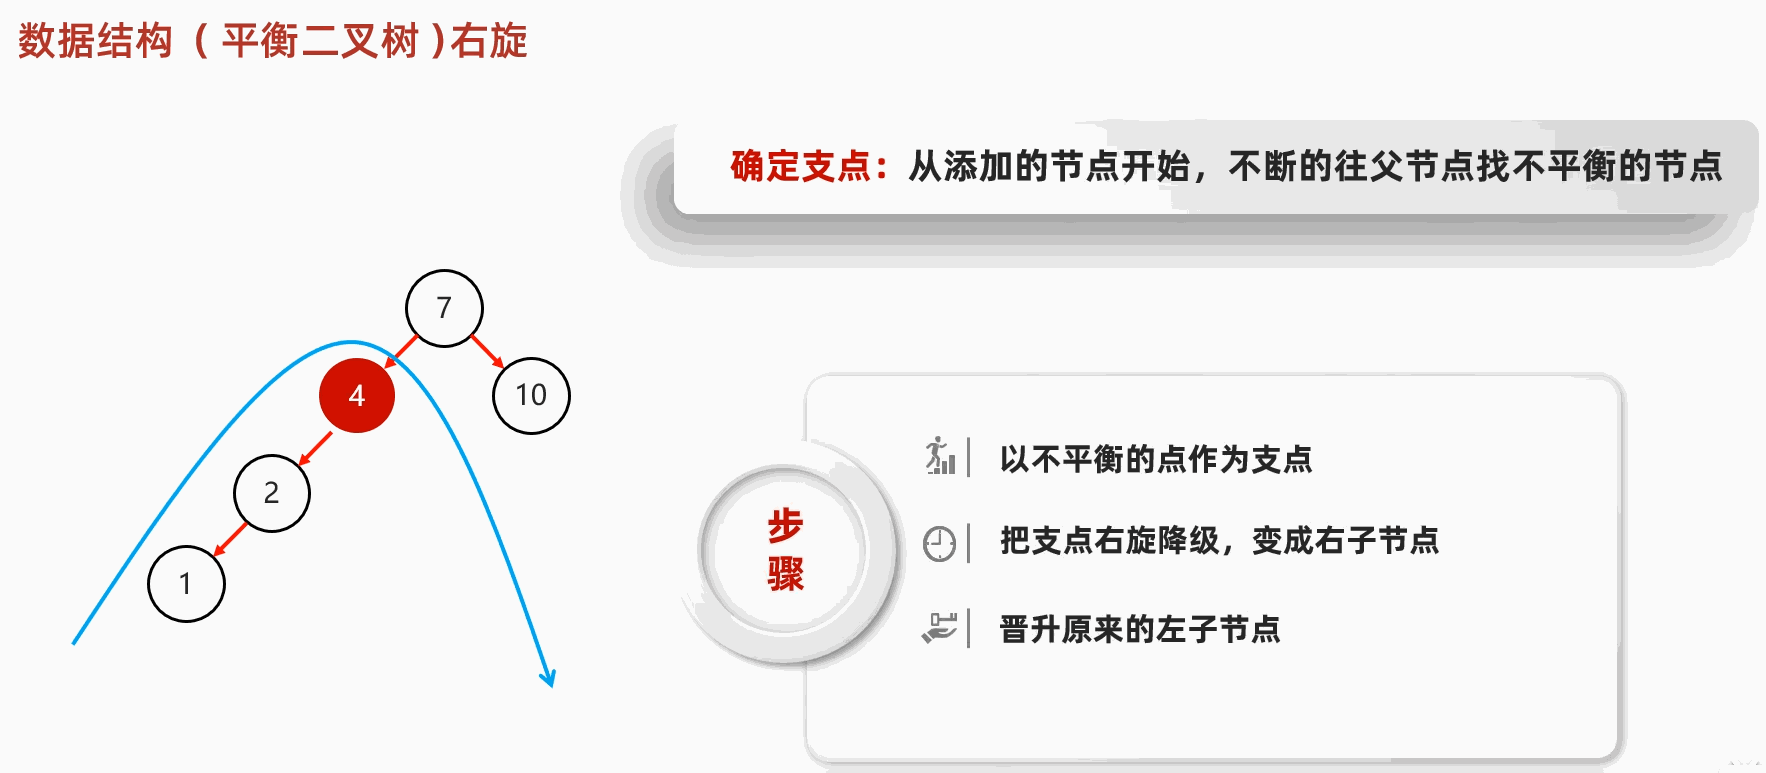 数据结构（平衡二叉树）右旋
确定支点：从添加的节点开始，不断的往父节点找不平衡的节点
7
4
10
2
1
步
骤
以不平衡的点作为支点
把支点右旋降级，变成右子节点
晋升原来的左子节点